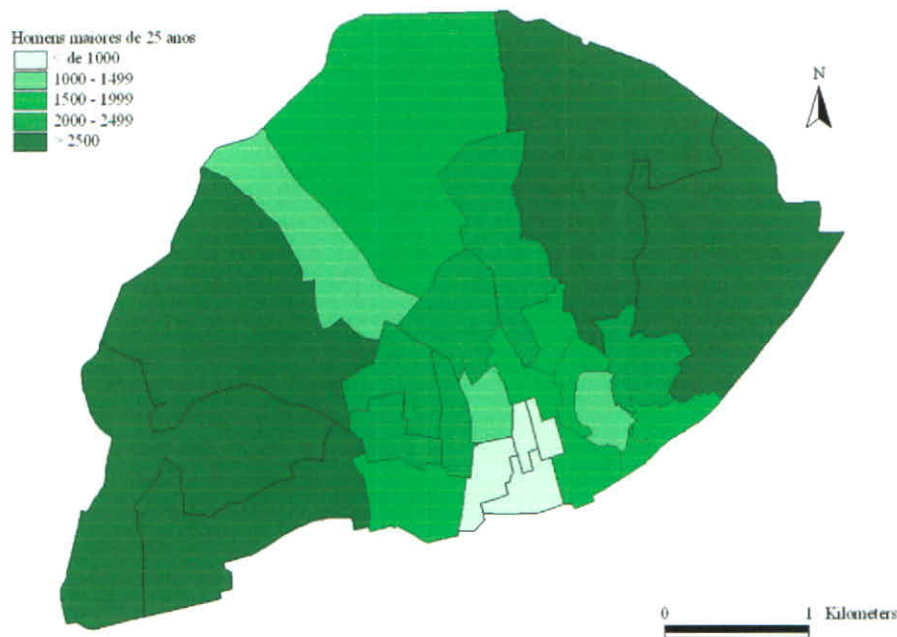 Homens maiores de 25 anos
< de 1000
1000 - 1499
1500 - 1999
2000 - 2499
> 2500
N
0 1 Kilometers